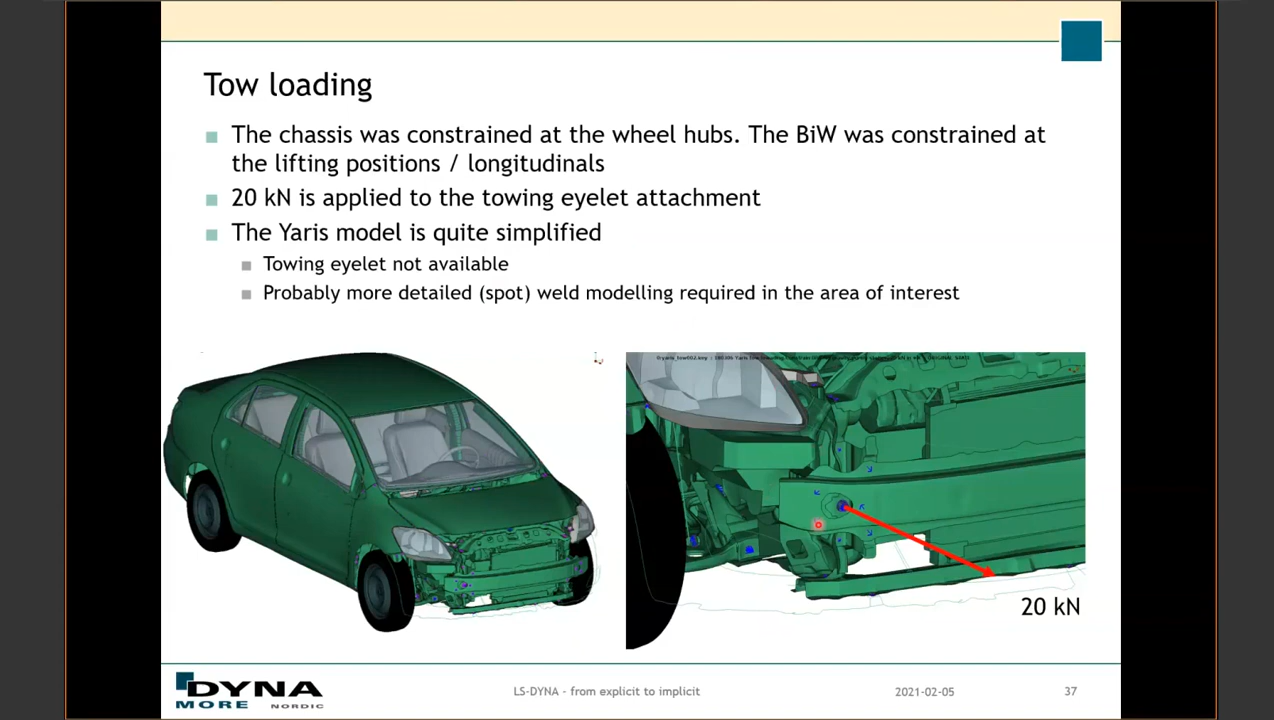 Tow loading
The chassis was constrained at the wheel hubs. The BiW was constrained at
the lifting positions / longitudinals
20 kN is applied to the towing eyelet attachment
The Yaris model is quite simplified
Towing eyelet not available
Probably more detailed (spot) weld modelling required in the area of interest
20 kN
DYNA
MORE NORDIC
LS-DYNA - from explicit to implicit
2021-02-05
37